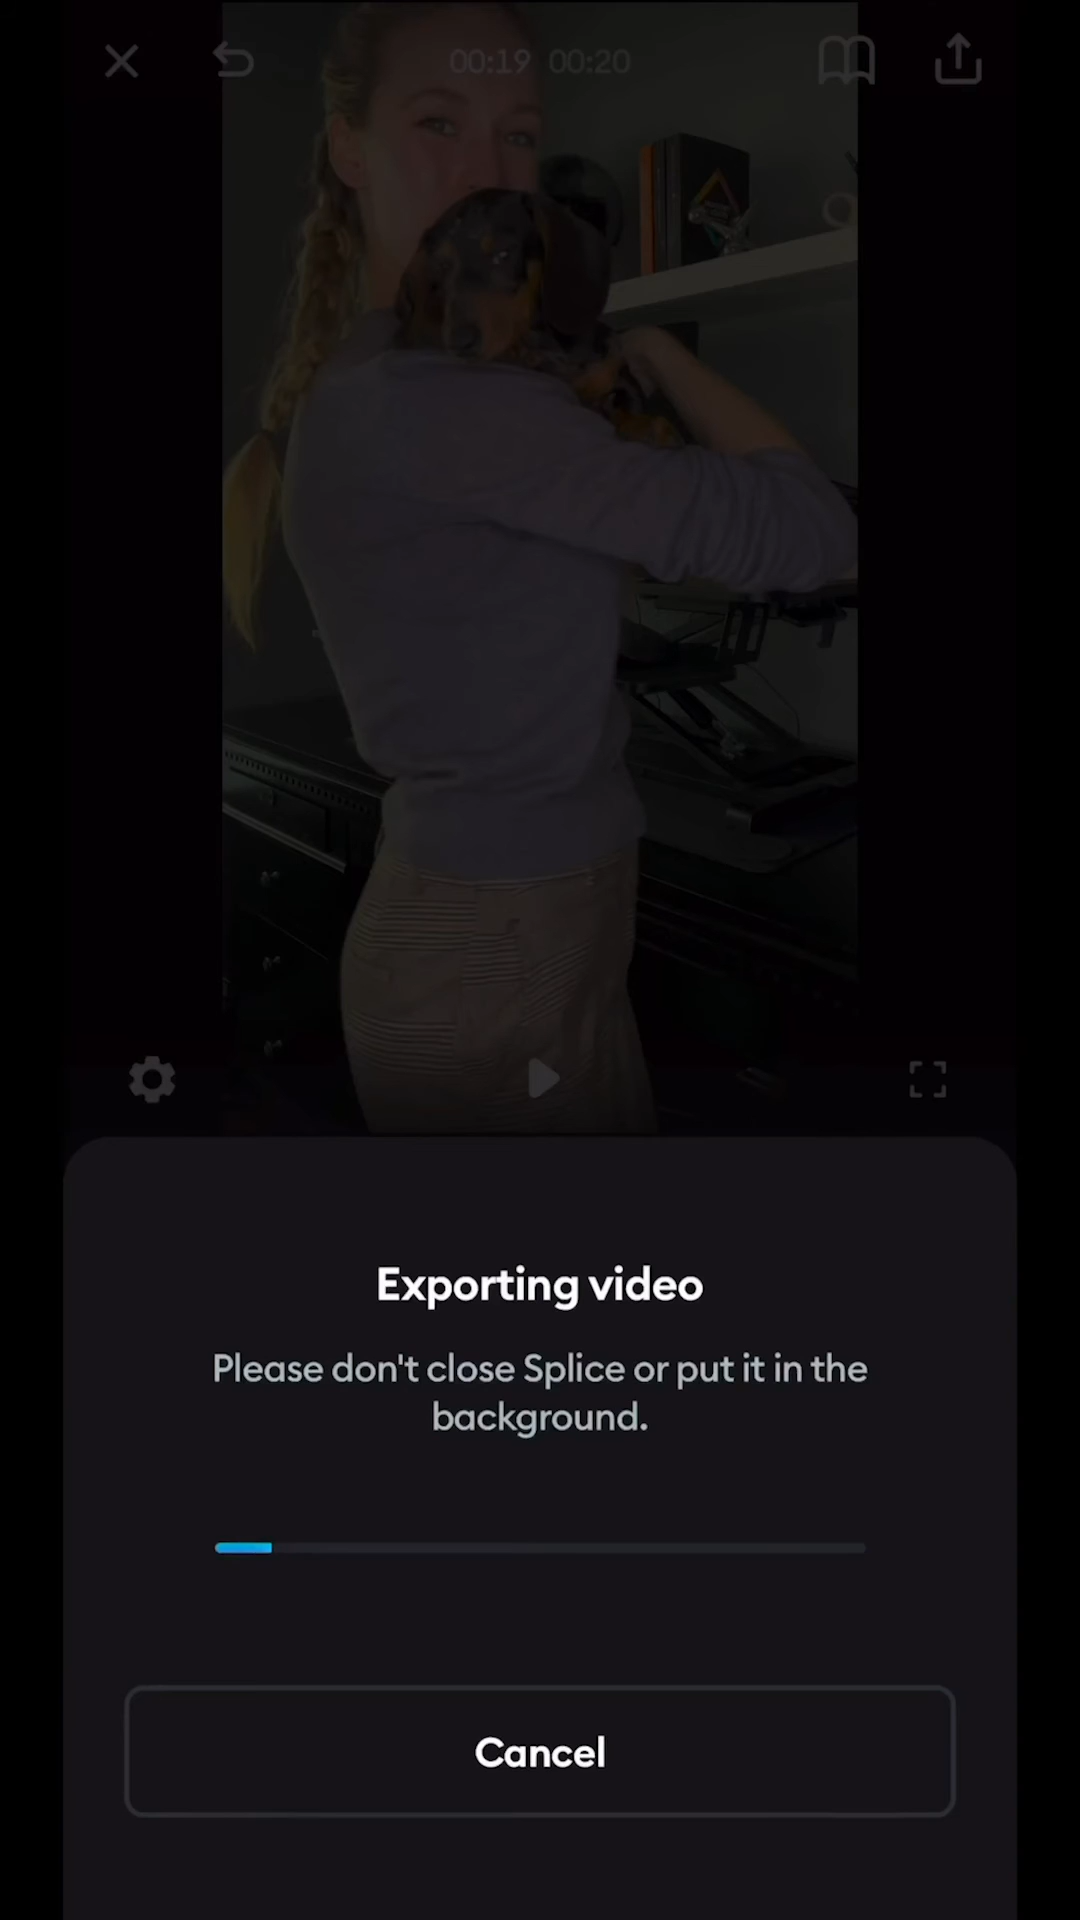 00:19 00:20
Exporting video
Please don't close Splice or put it in the
background.
Cancel